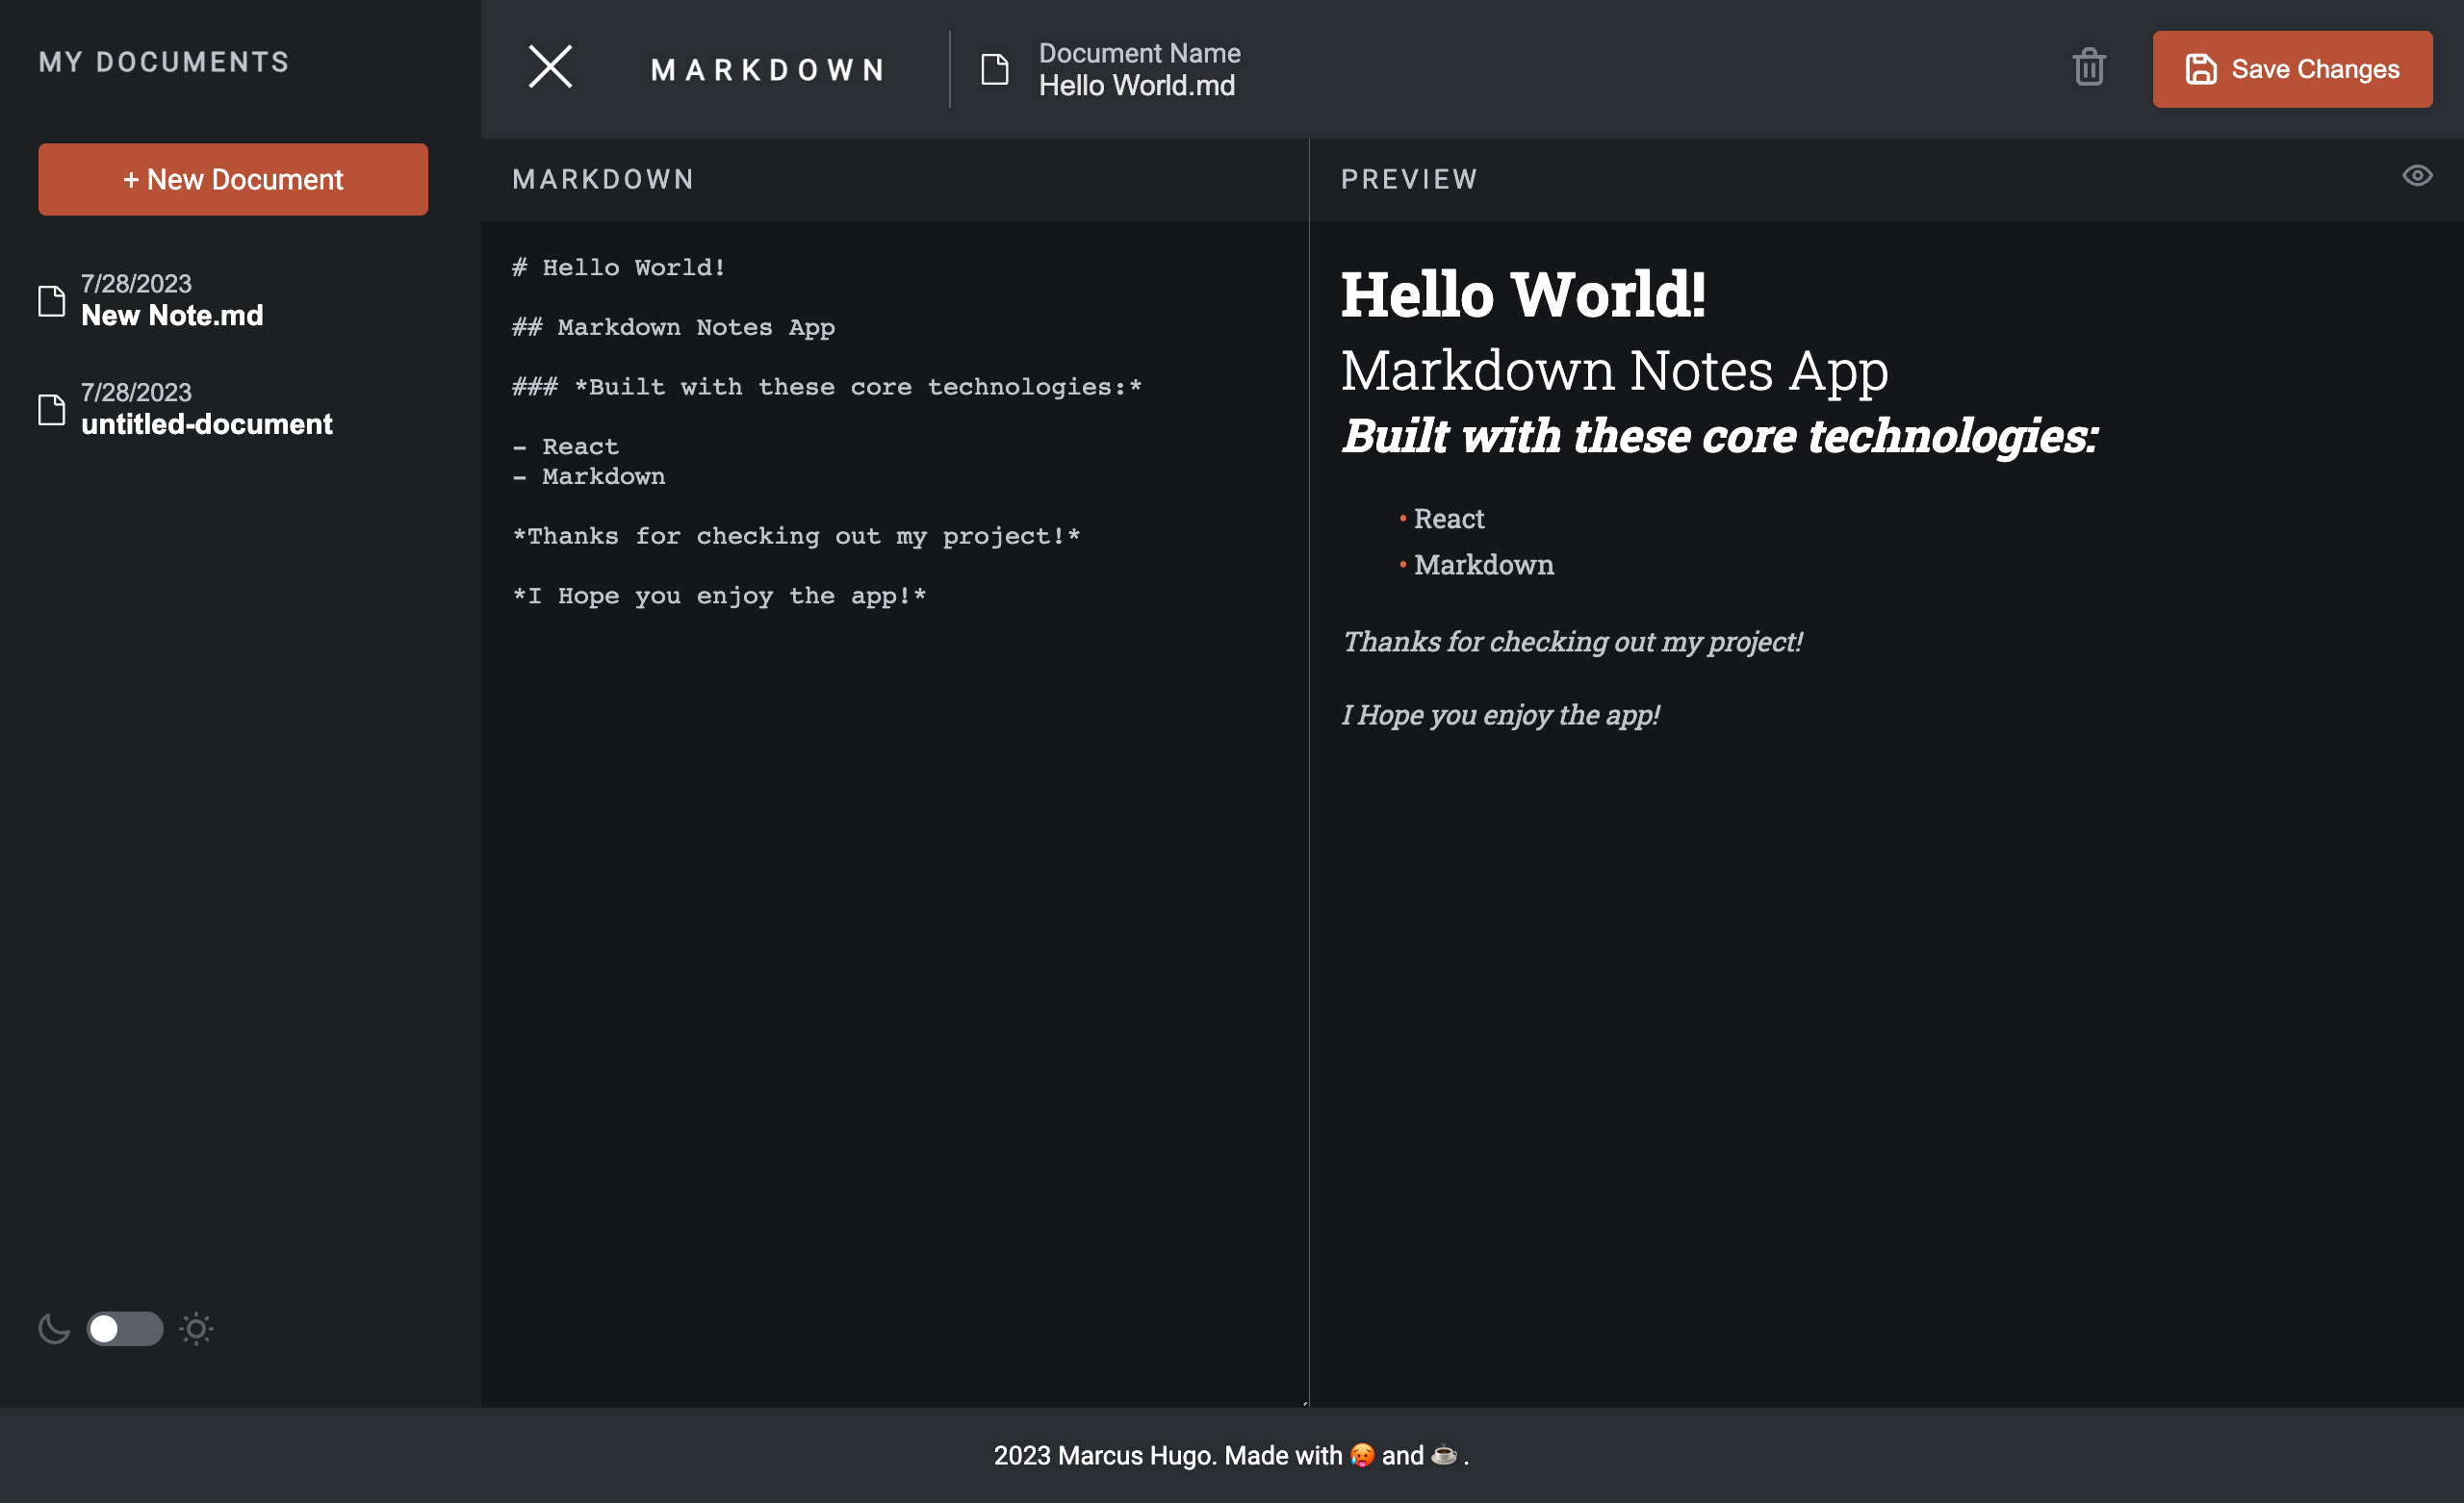 MY DOCUMENTS
+ New Document
7/28/2023
New Note.md
7/28/2023
untitled-document
MARKDOWN
Document Name
Hello World.md
Save Changes
MARKDOWN
# Hello World!
## Markdown Notes App
### *Built with these core technologies:*
- React
- Markdown
*Thanks for checking out my project!*
*I Hope you enjoy the app!*
PREVIEW
Hello World!
Markdown Notes App
Built with these core technologies:
• React
• Markdown
Thanks for checking out my project!
I Hope you enjoy the app!
2023 Marcus Hugo. Made with 🥵 and ☕ .